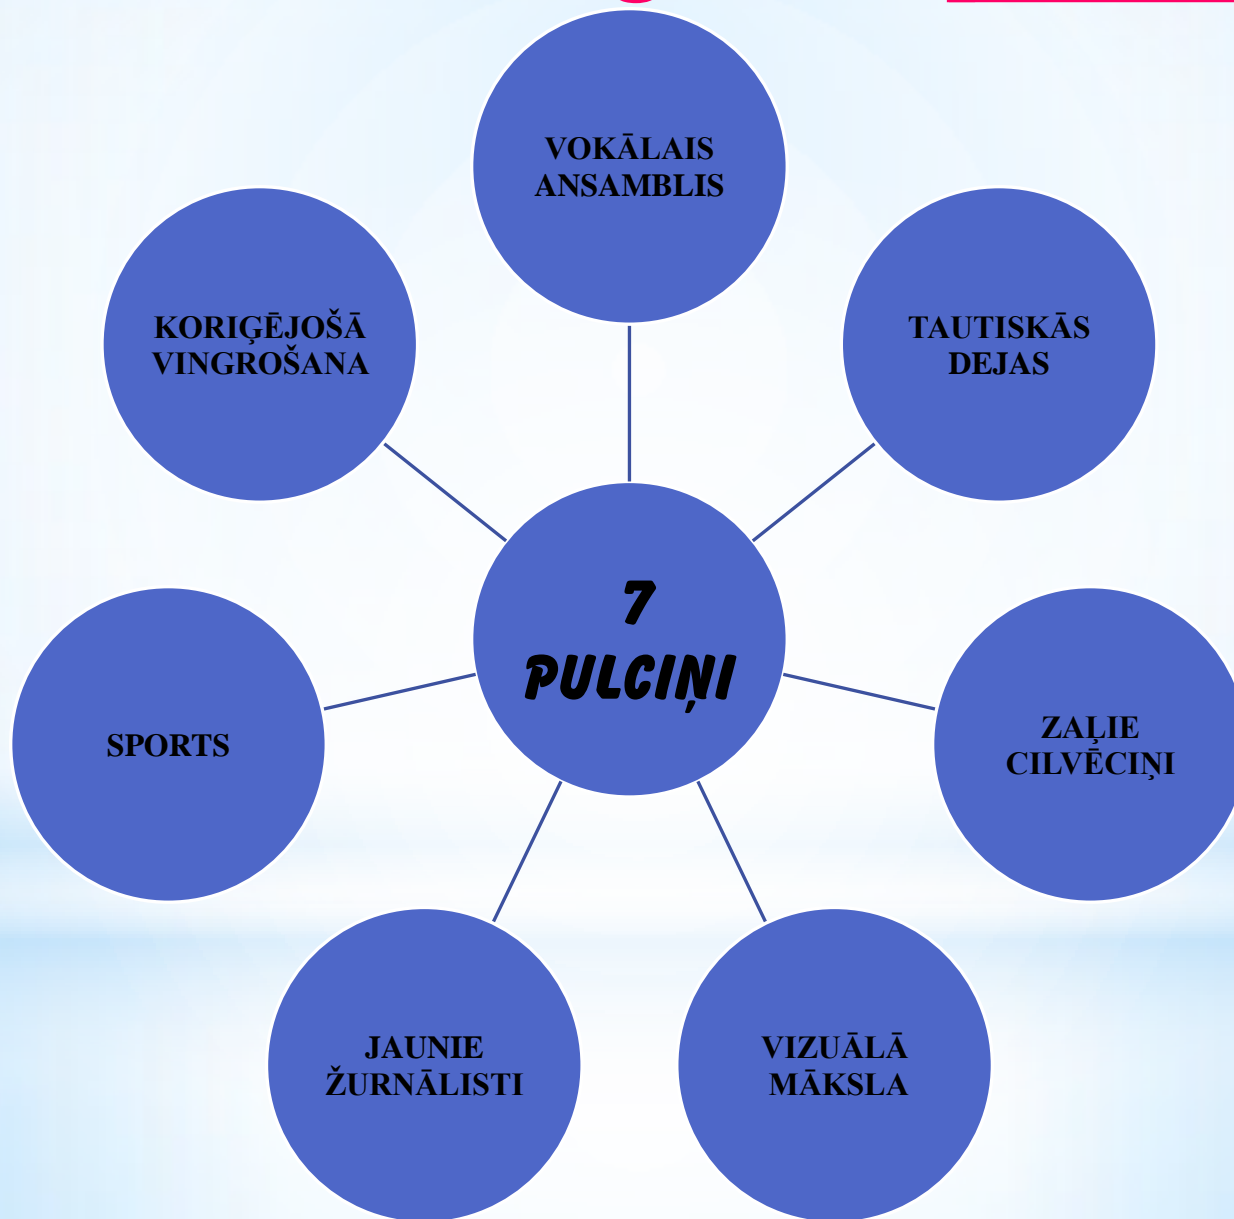 VOKĀLAIS
ANSAMBLIS
KORIĢĒJOŠĀ
VINGROŠANA
TAUTISKĀS
DEJAS
7
PULCIŅI
SPORTS
ZAĻIE
CILVĒCIŅI
JAUNIE
ŽURNĀLISTI
VIZUĀLĀ
MĀKSLA